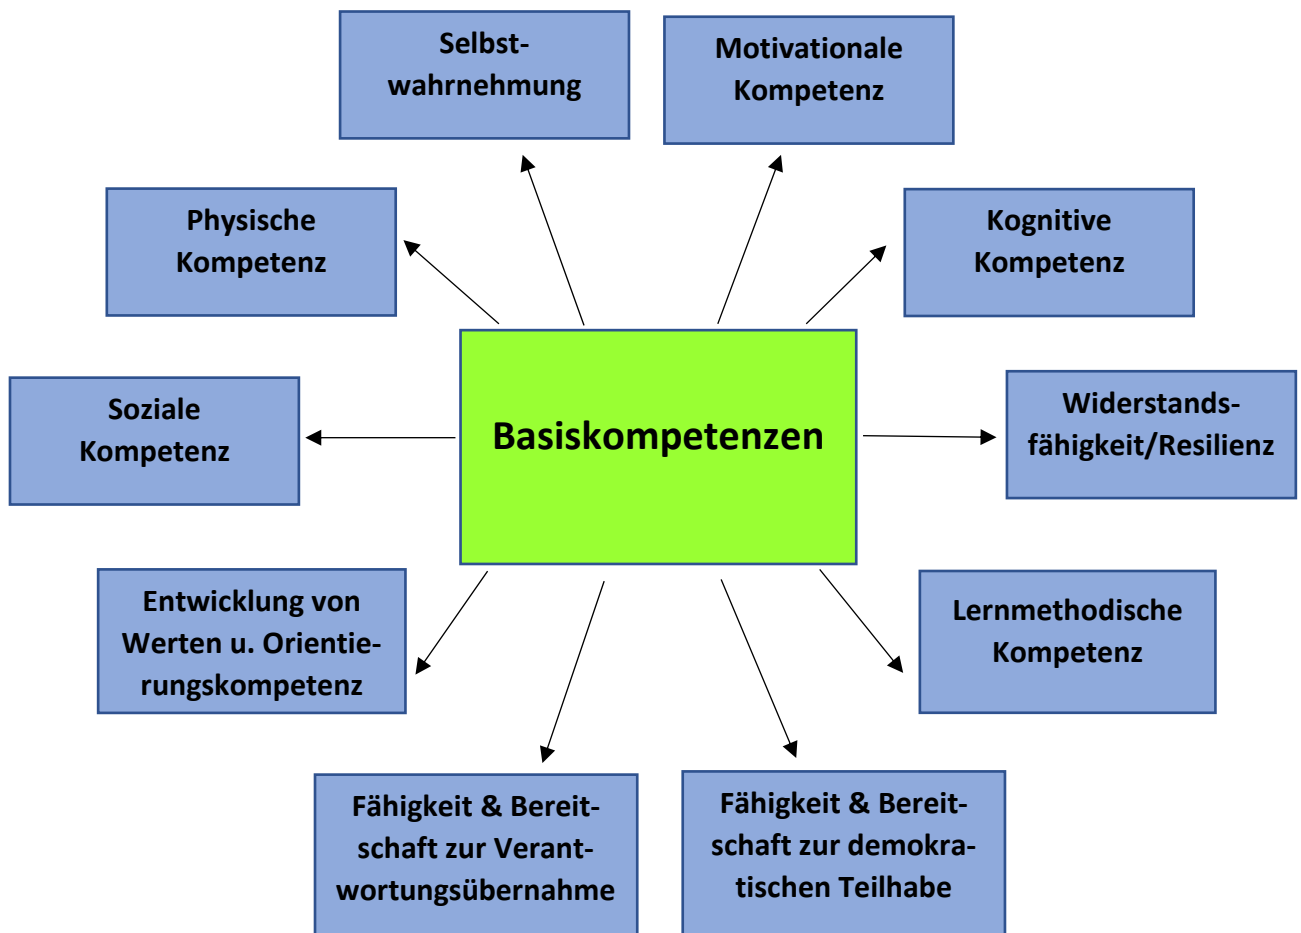 Selbst-
wahrnehmung
Motivationale
Kompetenz
Physische
Kompetenz
Kognitive
Kompetenz
Soziale
Kompetenz
Basiskompetenzen
Widerstands-
fähigkeit/Resilienz
Entwicklung von
Werten u. Orientie-
rungskompetenz
Lernmethodische
Kompetenz
Fähigkeit & Bereit-
schaft zur Verant-
wortungsübernahme
Fähigkeit & Bereit-
schaft zur demokra-
tischen Teilhabe